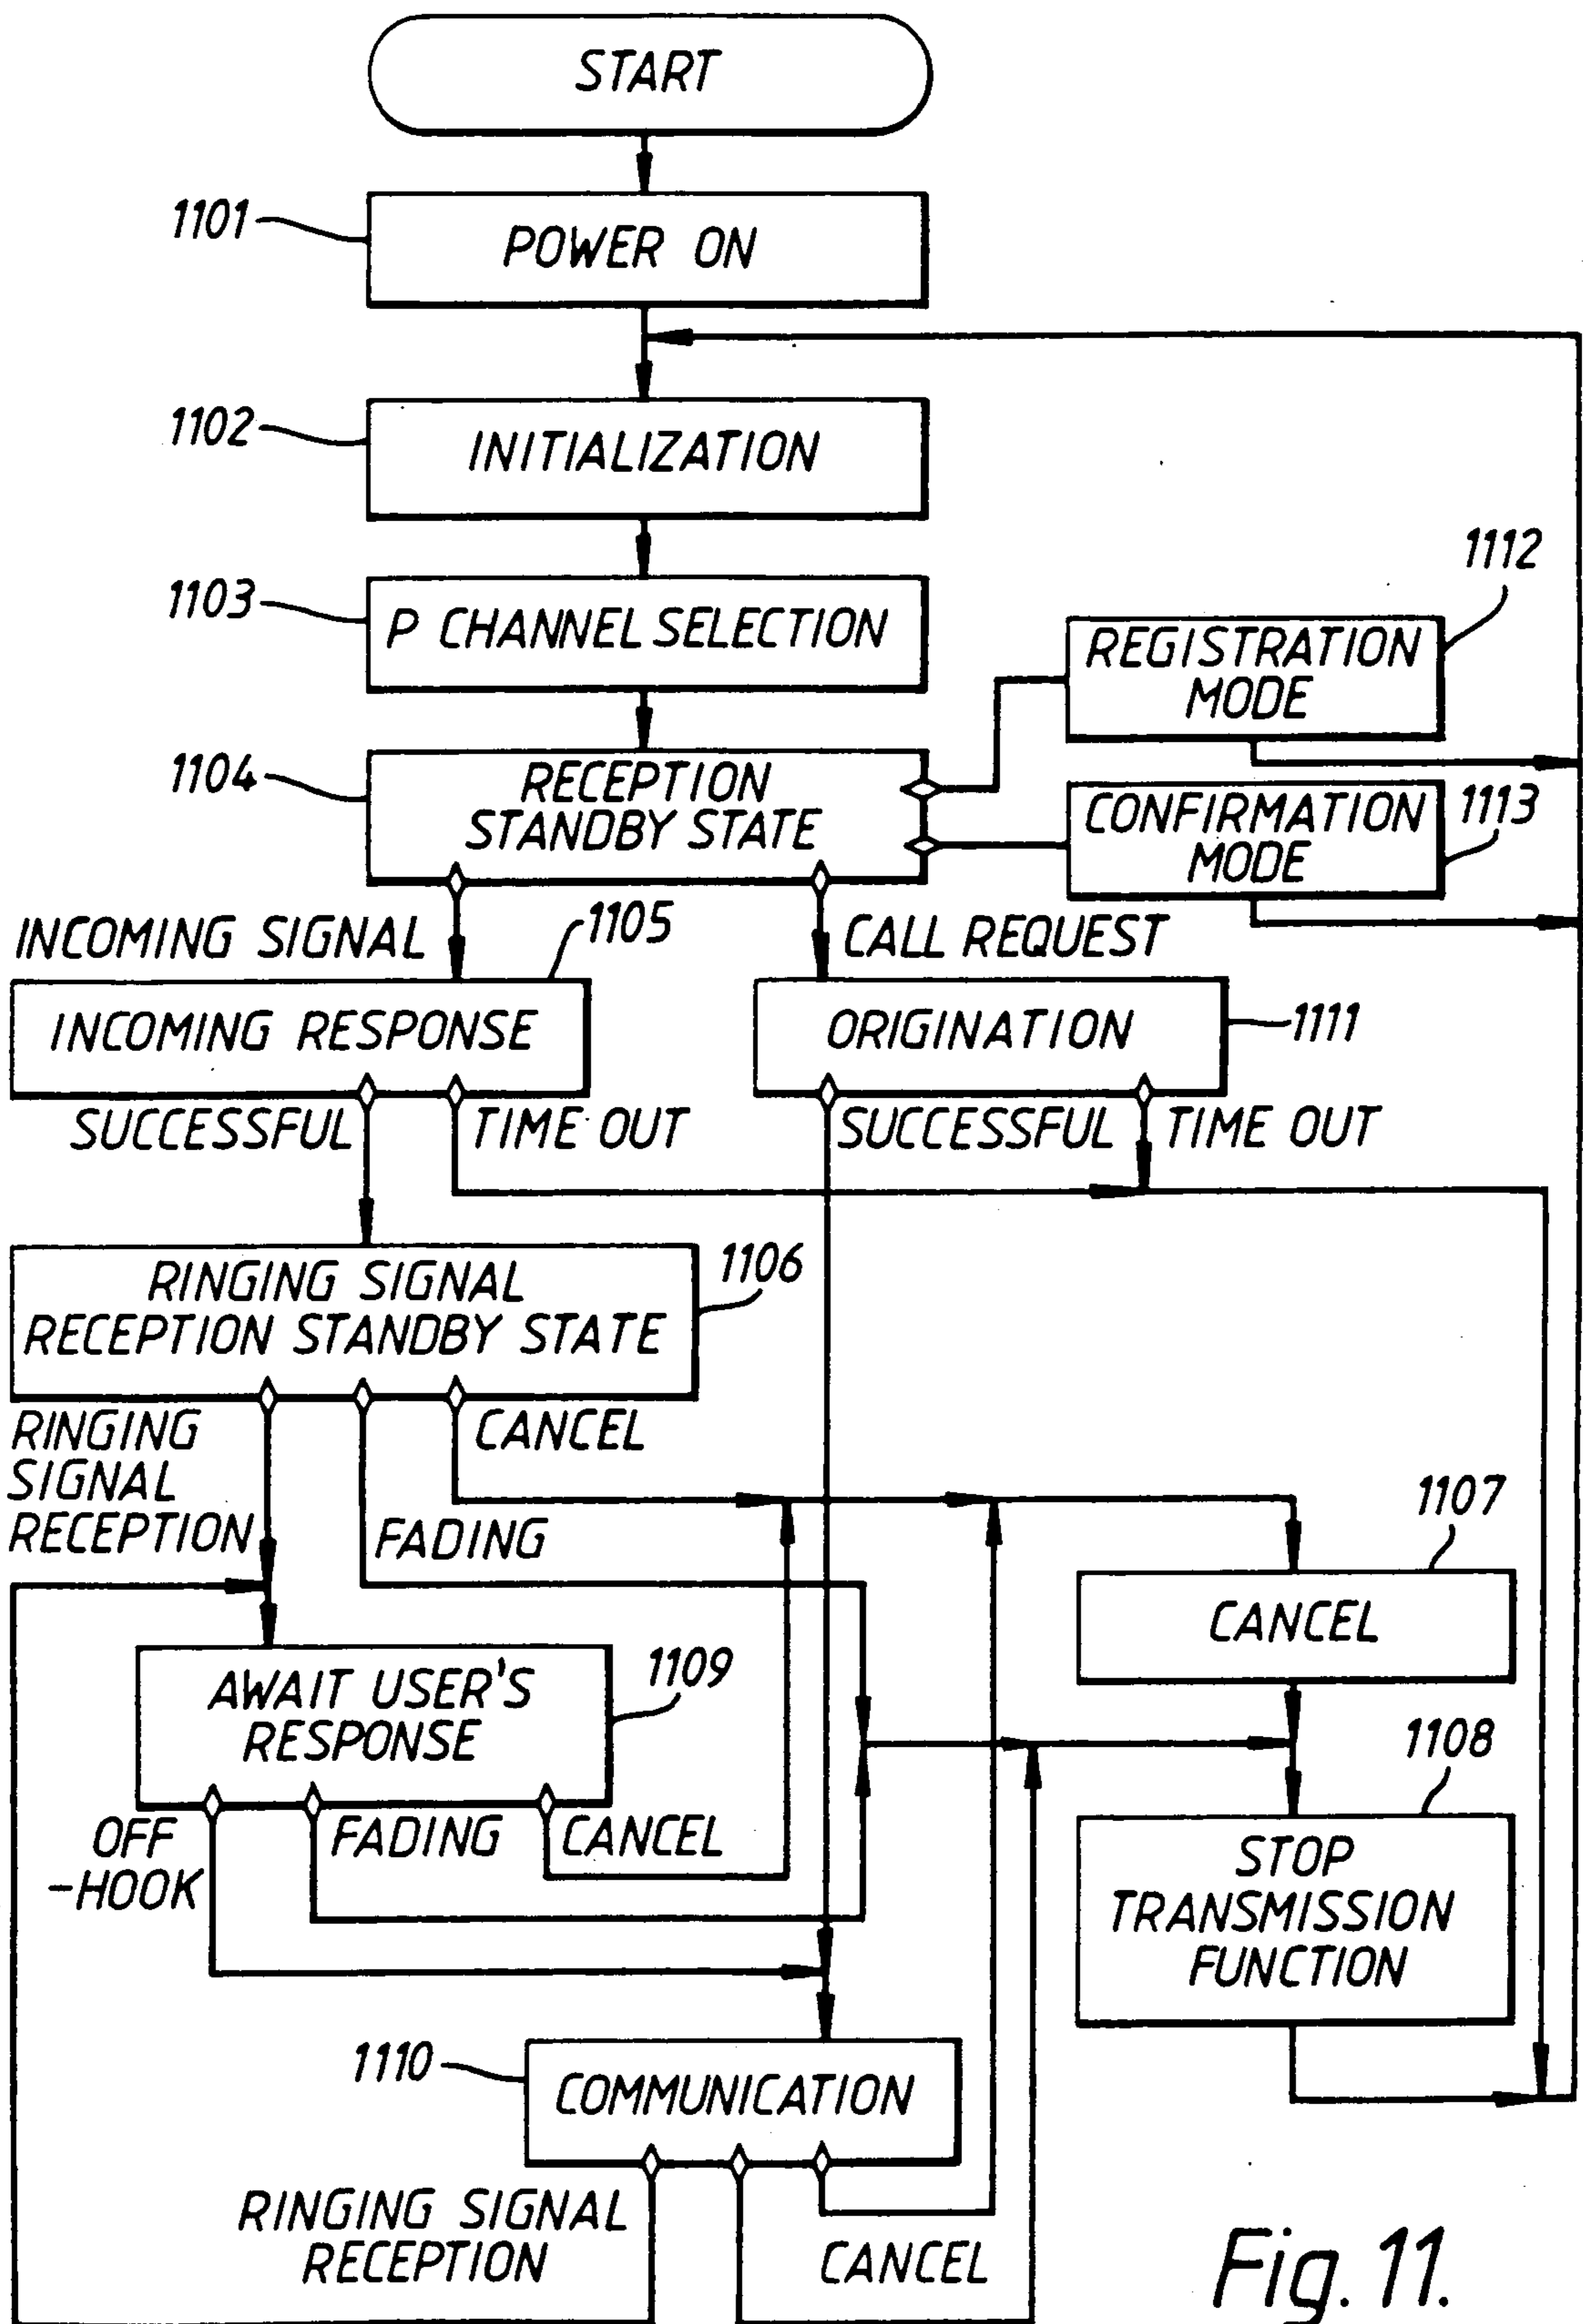 START
1101
POWER ON
1102
INITIALIZATION
1103
P CHANNEL SELECTION
1112
REGISTRATION
MODE
1104
RECEPTION
STANDBY STATE
CONFIRMATION
MODE
1113
INCOMING SIGNAL
1105
CALL REQUEST
INCOMING RESPONSE
ORIGINATION
1111
SUCCESSFUL
TIME OUT
SUCCESSFUL
TIME OUT
RINGING SIGNAL
RECEPTION STANDBY STATE
1106
RINGING
SIGNAL
RECEPTION
FADING
CANCEL
1107
CANCEL
AWAIT USER'S
RESPONSE
1109
1108
OFF
-HOOK
FADING
CANCEL
STOP
TRANSMISSION
FUNCTION
1110
COMMUNICATION
RINGING SIGNAL
RECEPTION
CANCEL
Fig. 11.